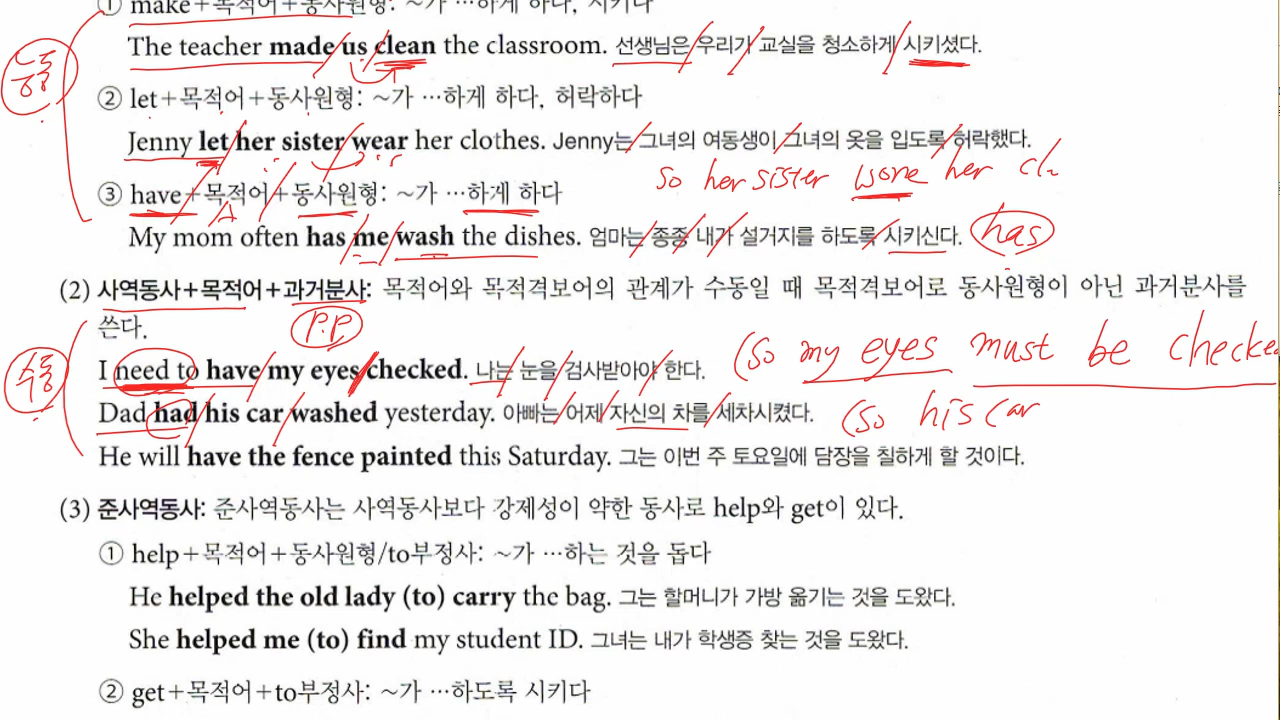 ① make+목적어+동사원형: ~가 …하게 하다, 시키다
능동
The teacher made us clean the classroom. 선생님은 우리가 교실을 청소하게 시키셨다.
② let+목적어+동사원형: ~가 …하게 하다, 허락하다
Jenny let her sister wear her clothes. Jenny는 그녀의 여동생이 그녀의 옷을 입도록 허락했다.
so her sister wore her cl
③ have+목적어+동사원형: ~가 …하게 하다
A
My mom often has me wash the dishes. 엄마는 종종 내가 설거지를 하도록 시키신다. has
(2) 사역동사+목적어+과거분사: 목적어와 목적격보어의 관계가 수동일 때 목적격보어로 동사원형이 아닌 과거분사를
쓴다.
P.P
수동
I need to have my eyes checked. 나는 눈을 검사받아야 한다. (so my eyes must be checke
Dad had his car washed yesterday. 아빠는 어제 자신의 차를 세차시켰다. (so his car
He will have the fence painted this Saturday. 그는 이번 주 토요일에 담장을 칠하게 할 것이다.
(3) 준사역동사: 준사역동사는 사역동사보다 강제성이 약한 동사로 help와 get이 있다.
① help+목적어+동사원형/to부정사: ~가 …하는 것을 돕다
He helped the old lady (to) carry the bag. 그는 할머니가 가방 옮기는 것을 도왔다.
She helped me (to) find my student ID. 그녀는 내가 학생증 찾는 것을 도왔다.
② get+목적어+to부정사: ~가 …하도록 시키다